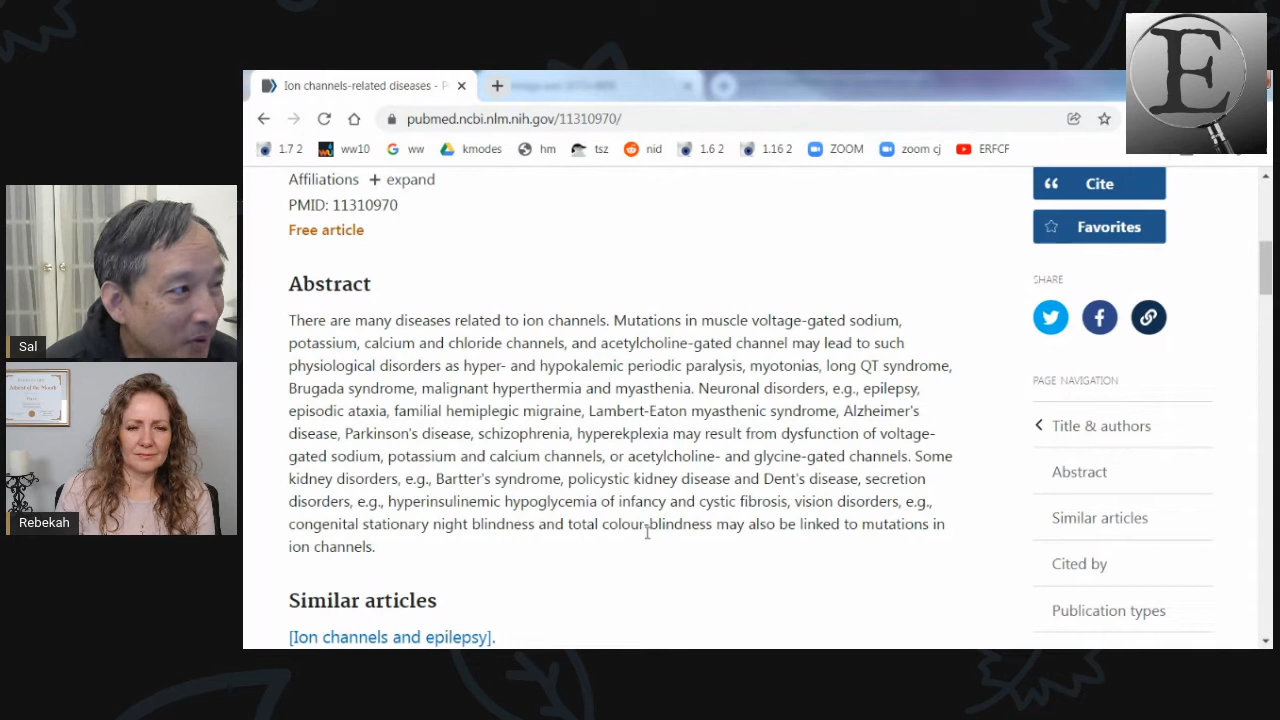 E
Ion channels-related diseases - P
pubmed.ncbi.nlm.nih.gov/11310970/
1.7 2 ww10 ww kmodes hm tsz nid 1.6 2 1.16 2 ZOOM zoom cj ERFCF
Affiliations + expand
PMID: 11310970
Free article
Abstract
There are many diseases related to ion channels. Mutations in muscle voltage-gated sodium,
potassium, calcium and chloride channels, and acetylcholine-gated channel may lead to such
physiological disorders as hyper- and hypokalemic periodic paralysis, myotonias, long QT syndrome,
Brugada syndrome, malignant hyperthermia and myasthenia. Neuronal disorders, e.g., epilepsy,
episodic ataxia, familial hemiplegic migraine, Lambert-Eaton myasthenic syndrome, Alzheimer's
disease, Parkinson's disease, schizophrenia, hyperekplexia may result from dysfunction of voltage-
gated sodium, potassium and calcium channels, or acetylcholine- and glycine-gated channels. Some
kidney disorders, e.g., Bartter's syndrome, policystic kidney disease and Dent's disease, secretion
disorders, e.g., hyperinsulinemic hypoglycemia of infancy and cystic fibrosis, vision disorders, e.g.,
congenital stationary night blindness and total colour-blindness may also be linked to mutations in
ion channels.
Similar articles
[Ion channels and epilepsy].
Cite
Favorites
SHARE
PAGE NAVIGATION
Title & authors
Abstract
Similar articles
Cited by
Publication types
Sal
Rebekah